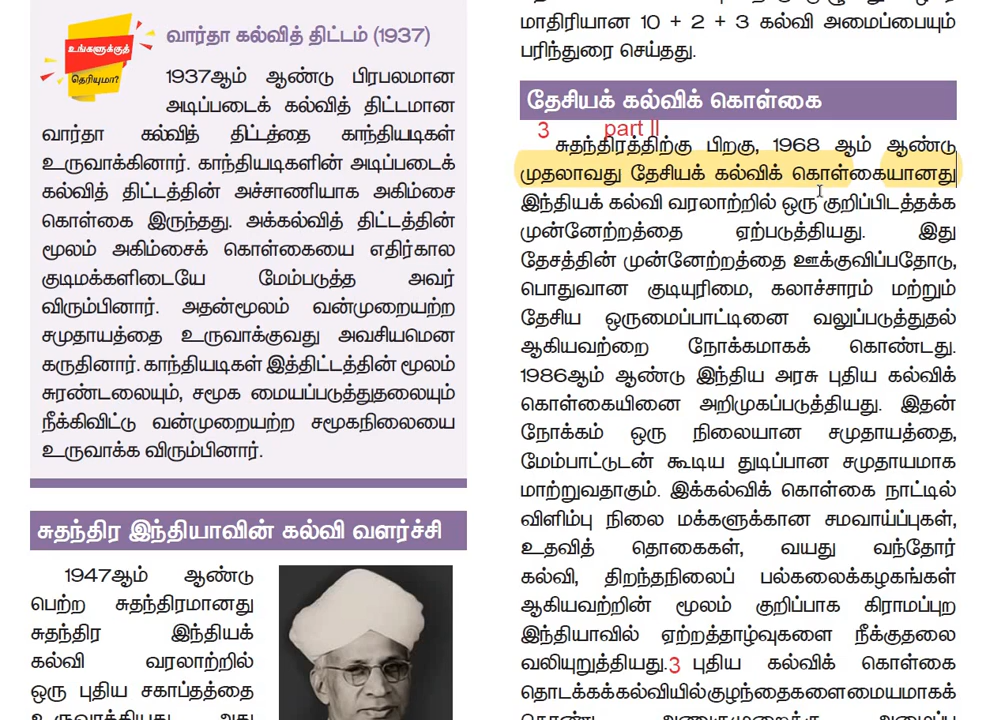 உங்களுக்குத்
தெரியுமா?
வார்தா கல்வித் திட்டம் (1937)
1937ஆம் ஆண்டு பிரபலமான
அடிப்படைக் கல்வித் திட்டமான
வார்தா கல்வித் திட்டத்தை காந்தியடிகள்
உருவாக்கினார். காந்தியடிகளின் அடிப்படைக்
கல்வித் திட்டத்தின் அச்சாணியாக அகிம்சை
கொள்கை இருந்தது. அக்கல்வித் திட்டத்தின்
மூலம் அகிம்சைக் கொள்கையை எதிர்கால
குடிமக்களிடையே மேம்படுத்த அவர்
விரும்பினார். அதன்மூலம் வன்முறையற்ற
சமுதாயத்தை உருவாக்குவது அவசியமென
கருதினார். காந்தியடிகள் இத்திட்டத்தின் மூலம்
சுரண்டலையும், சமூக மையப்படுத்துதலையும்
நீக்கிவிட்டு வன்முறையற்ற சமூகநிலையை
உருவாக்க விரும்பினார்.
சுதந்திர இந்தியாவின் கல்வி வளர்ச்சி
1947ஆம் ஆண்டு
பெற்ற சுதந்திரமானது
சுதந்திர இந்தியக்
கல்வி வரலாற்றில்
ஒரு புதிய சகாப்தத்தை
உருவாக்கியது. அது
மாதிரியான 10 + 2 + 3 கல்வி அமைப்பையும்
பரிந்துரை செய்தது.
தேசியக் கல்விக் கொள்கை
3 part II
சுதந்திரத்திற்கு பிறகு, 1968 ஆம் ஆண்டு
முதலாவது தேசியக் கல்விக் கொள்கையானது
இந்தியக் கல்வி வரலாற்றில் ஒரு குறிப்பிடத்தக்க
முன்னேற்றத்தை ஏற்படுத்தியது. இது
தேசத்தின் முன்னேற்றத்தை ஊக்குவிப்பதோடு,
பொதுவான குடியுரிமை, கலாச்சாரம் மற்றும்
தேசிய ஒருமைப்பாட்டினை வலுப்படுத்துதல்
ஆகியவற்றை நோக்கமாகக் கொண்டது.
1986ஆம் ஆண்டு இந்திய அரசு புதிய கல்விக்
கொள்கையினை அறிமுகப்படுத்தியது. இதன்
நோக்கம் ஒரு நிலையான சமுதாயத்தை,
மேம்பாட்டுடன் கூடிய துடிப்பான சமுதாயமாக
மாற்றுவதாகும். இக்கல்விக் கொள்கை நாட்டில்
விளிம்பு நிலை மக்களுக்கான சமவாய்ப்புகள்,
உதவித் தொகைகள், வயது வந்தோர்
கல்வி, திறந்தநிலைப் பல்கலைக்கழகங்கள்
ஆகியவற்றின் மூலம் குறிப்பாக கிராமப்புற
இந்தியாவில் ஏற்றத்தாழ்வுகளை நீக்குதலை
வலியுறுத்தியது.3 புதிய கல்விக் கொள்கை
தொடக்கக்கல்வியில்குழந்தைகளைமையமாகக்